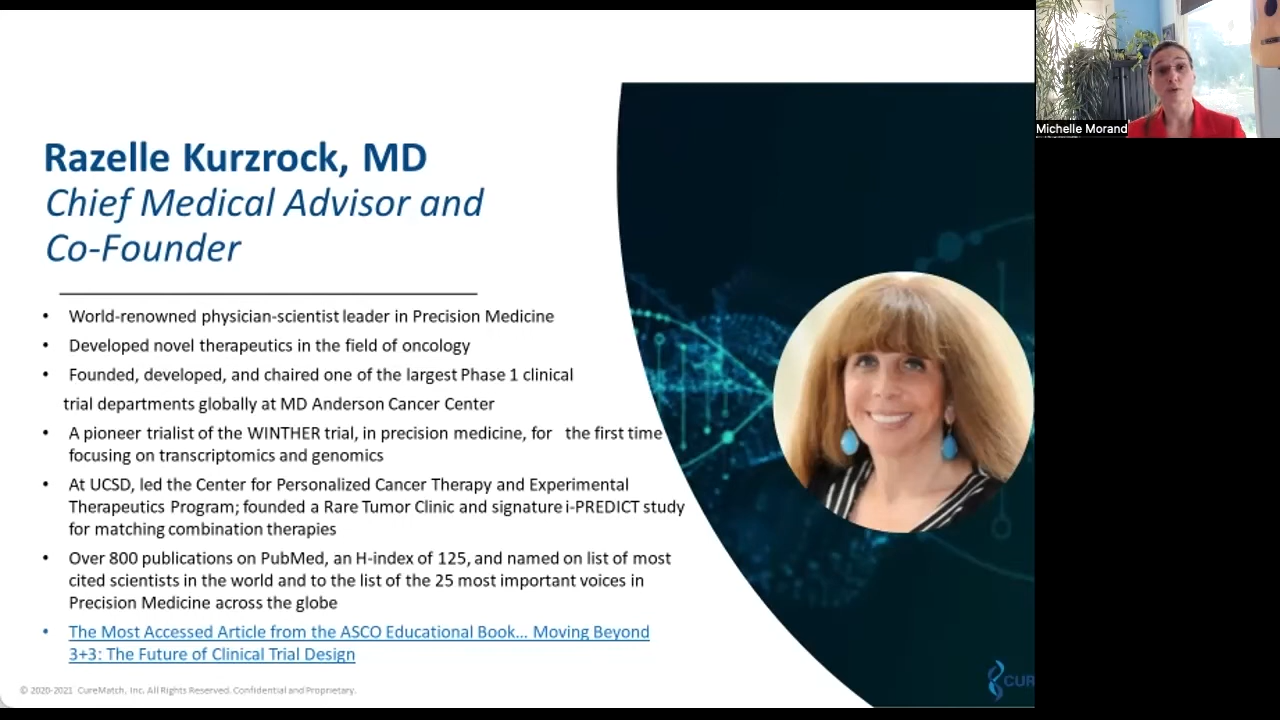 Razelle Kurzrock, MD
Chief Medical Advisor and
Co-Founder
• World-renowned physician-scientist leader in Precision Medicine
• Developed novel therapeutics in the field of oncology
• Founded, developed, and chaired one of the largest Phase 1 clinical
trial departments globally at MD Anderson Cancer Center
• A pioneer trialist of the WINTHER trial, in precision medicine, for the first time
focusing on transcriptomics and genomics
• At UCSD, led the Center for Personalized Cancer Therapy and Experimental
Therapeutics Program; founded a Rare Tumor Clinic and signature i-PREDICT study
for matching combination therapies
• Over 800 publications on PubMed, an H-index of 125, and named on list of most
cited scientists in the world and to the list of the 25 most important voices in
Precision Medicine across the globe
• The Most Accessed Article from the ASCO Educational Book… Moving Beyond
3+3: The Future of Clinical Trial Design
© 2020-2021 CureMatch, Inc. All Rights Reserved. Confidential and Proprietary.
CUR
Michelle Morand